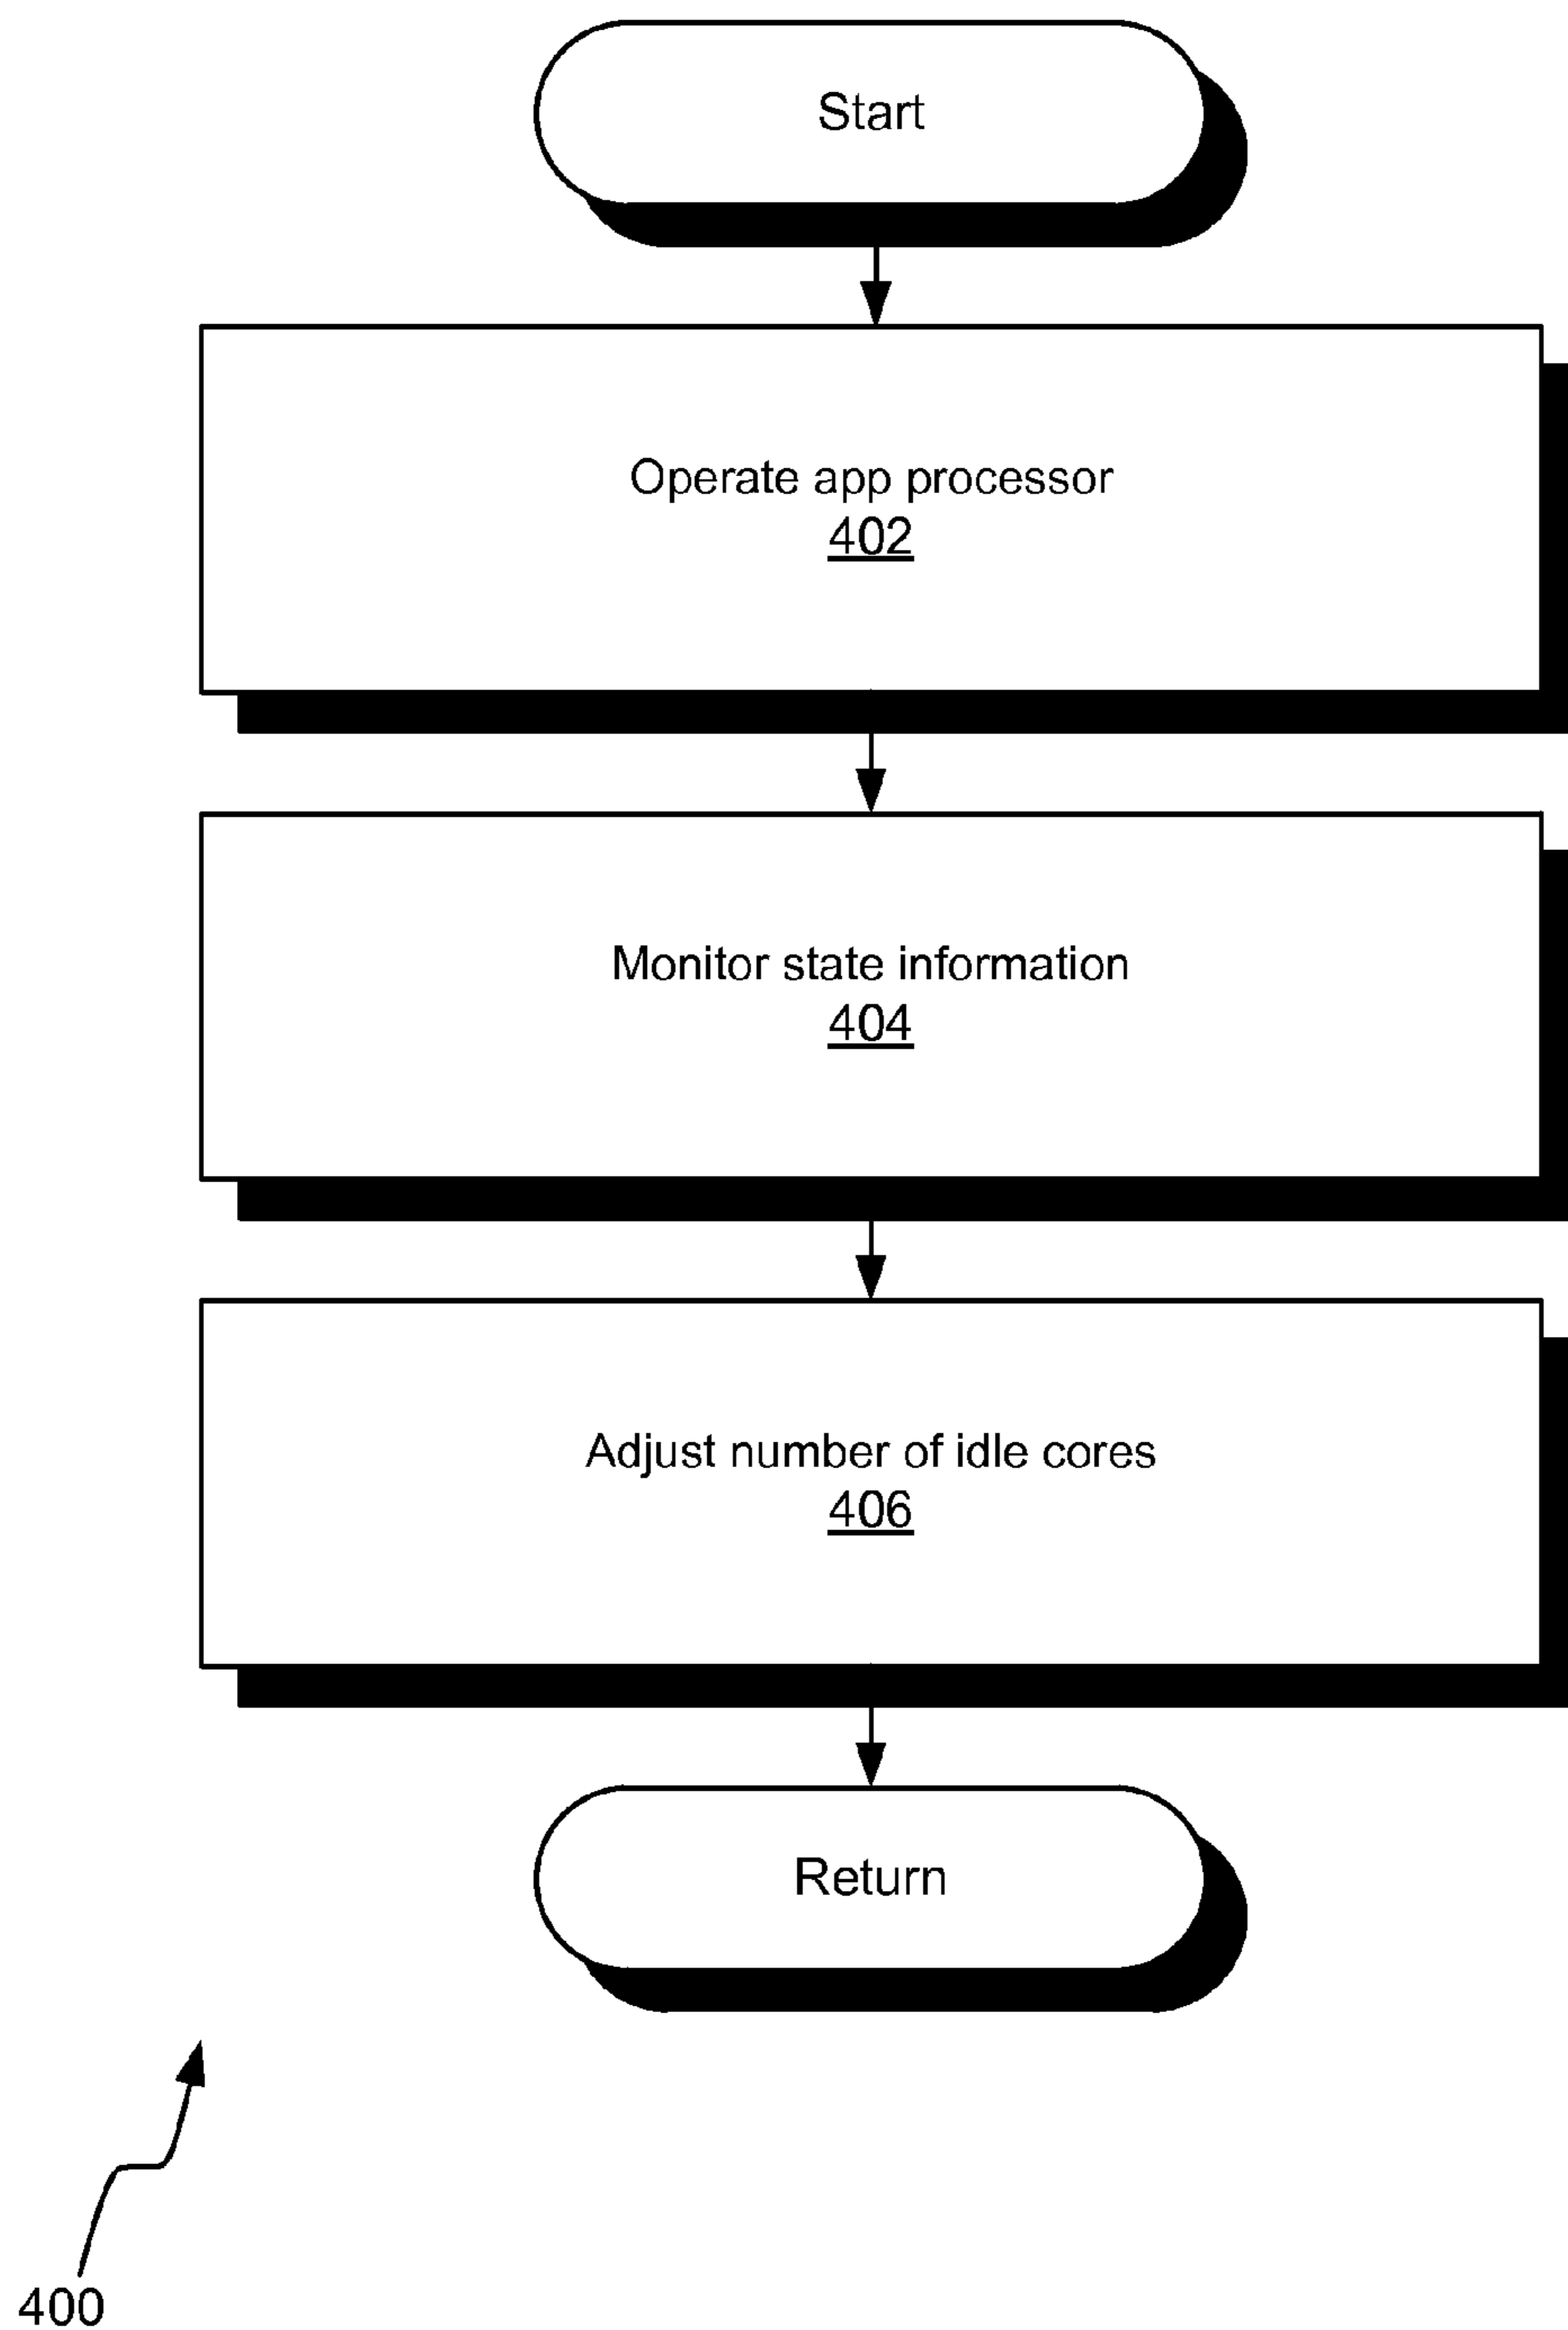 Start
Operate app processor
402
Monitor state information
404
Adjust number of idle cores
406
Return
400